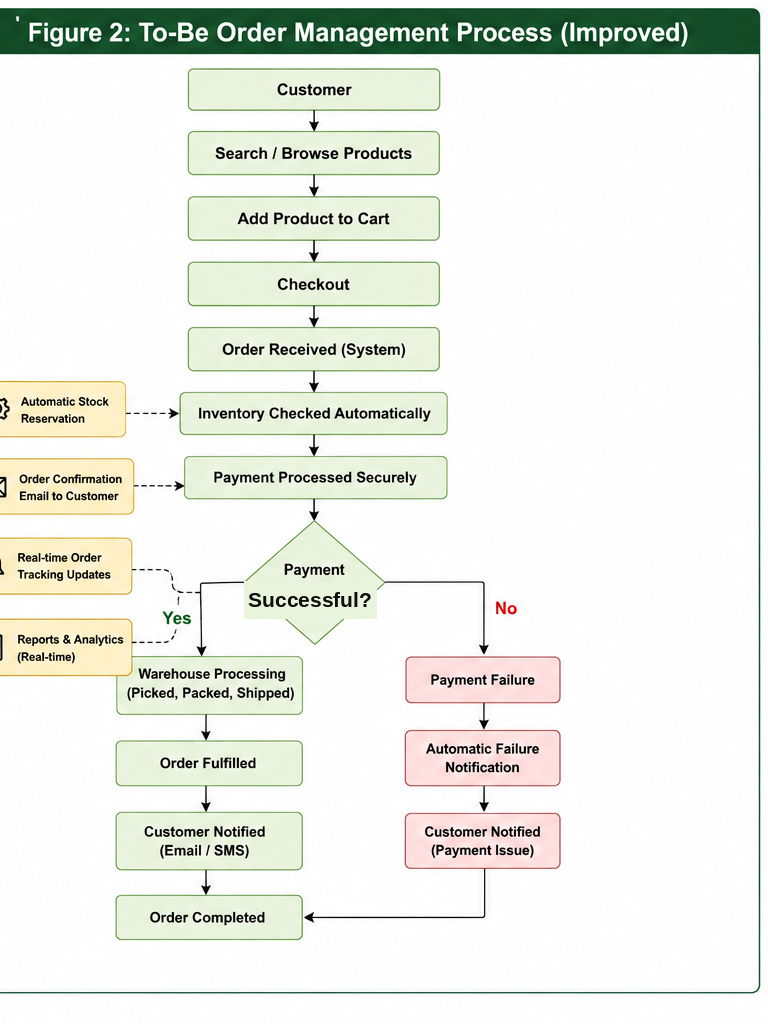 Figure 2: To-Be Order Management Process (Improved)
Customer
Search / Browse Products
Add Product to Cart
Checkout
Order Received (System)
Automatic Stock
Reservation
Inventory Checked Automatically
Order Confirmation
Email to Customer
Payment Processed Securely
Real-time Order
Tracking Updates
Payment
Successful?
Yes
No
Reports & Analytics
(Real-time)
Warehouse Processing
(Picked, Packed, Shipped)
Payment Failure
Order Fulfilled
Automatic Failure
Notification
Customer Notified
(Email / SMS)
Customer Notified
(Payment Issue)
Order Completed